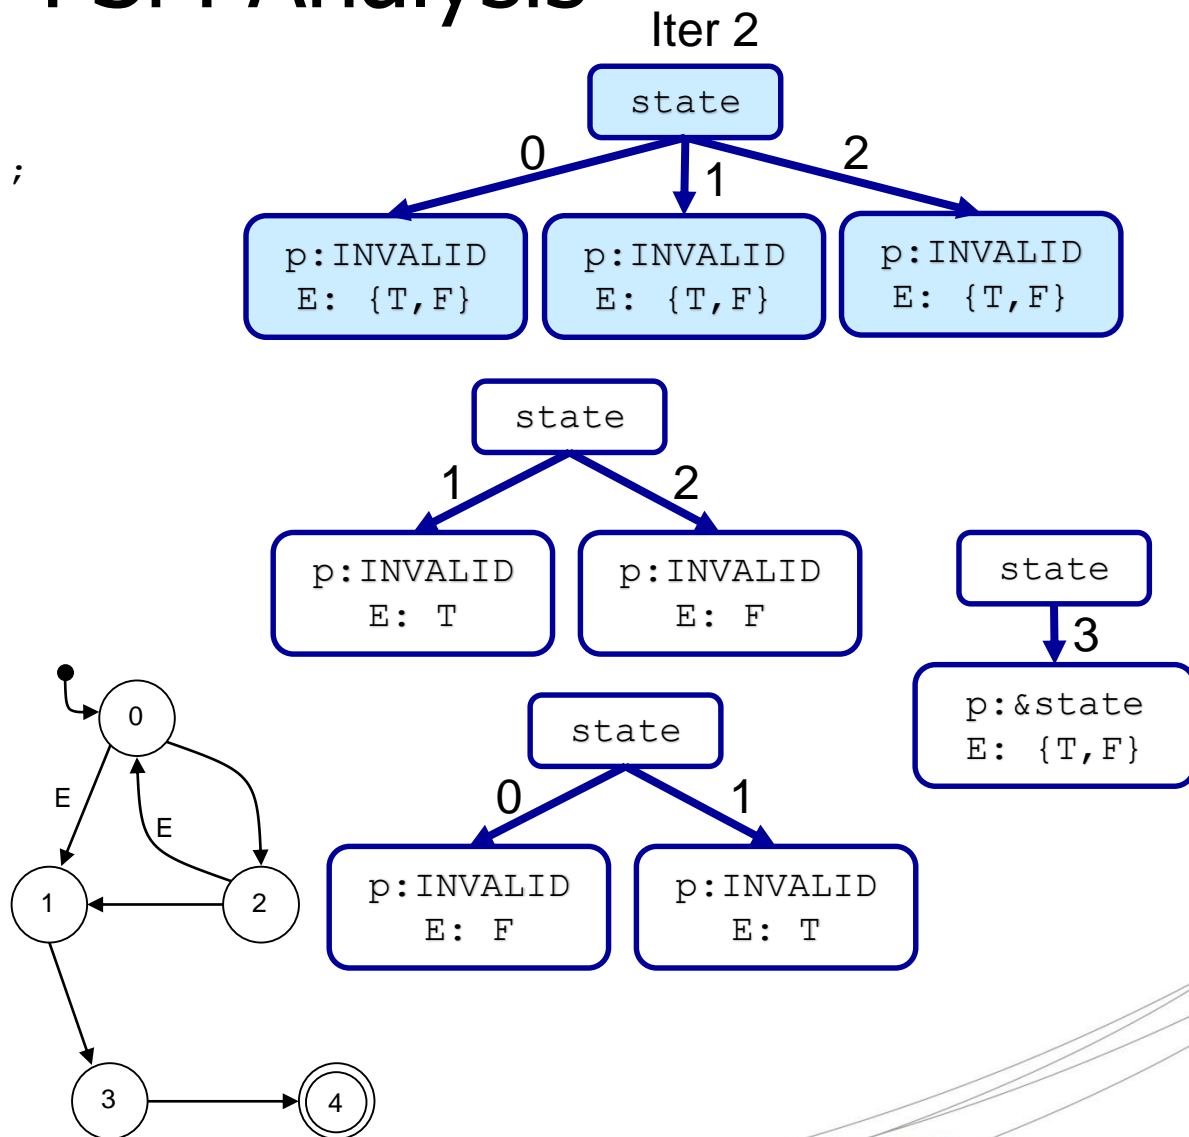 Analysis
Iter 2
;
state
0
1
2
p:INVALID
E: {T,F}
p:INVALID
E: {T,F}
p:INVALID
E: {T,F}
state
1
2
p:INVALID
E: T
p:INVALID
E: F
state
3
p:&state
E: {T,F}
state
0
1
p:INVALID
E: F
p:INVALID
E: T
0
E
E
1
2
3
4